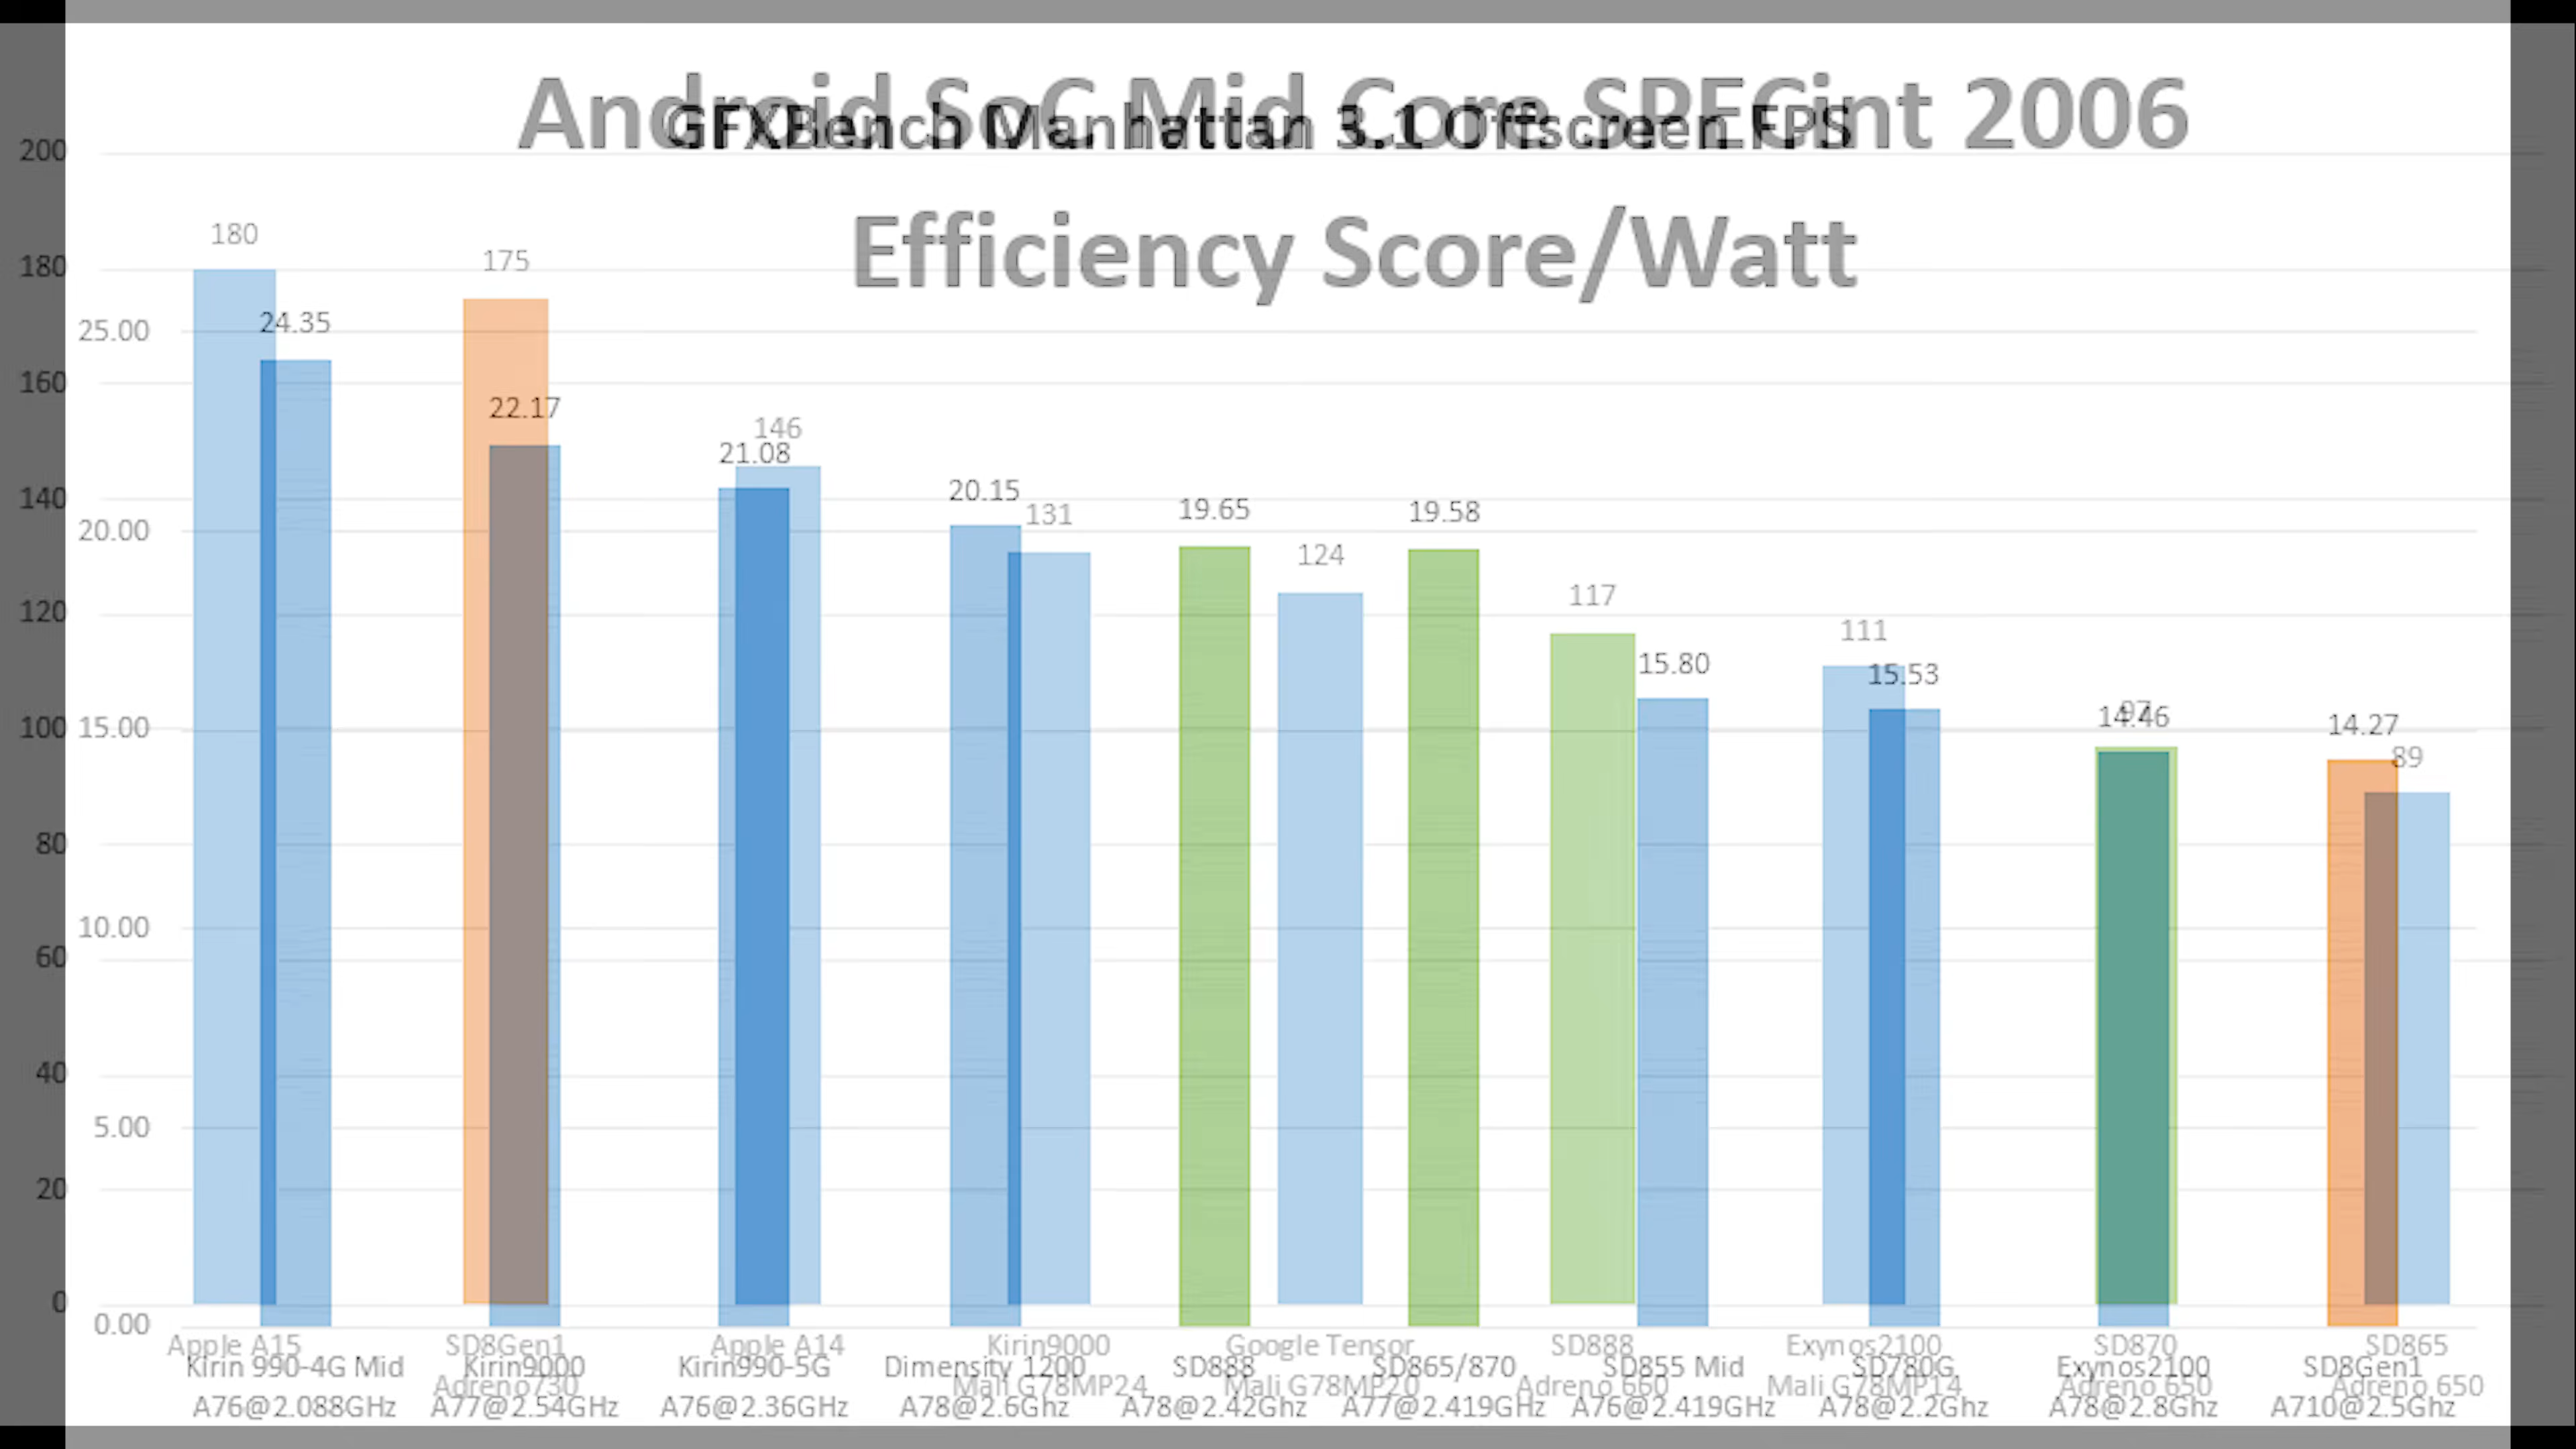 Android SoC Mid Core SPECint 2006
Efficiency Score/Watt
GFXBench Manhattan 3.1 Offscreen FPS
200
180
160
140
120
100
80
60
40
20
0
25.00
20.00
15.00
10.00
5.00
0.00
180
175
146
131
124
117
111
97
89
24.35
22.17
21.08
20.15
19.65
19.58
15.80
15.53
14.46
14.27
Apple A15
SD8Gen1
Adreno730
Apple A14
Kirin9000
Mali G78MP24
Google Tensor
Mali G78MP20
SD888
Adreno 660
Exynos2100
Mali G78MP14
SD870
Adreno 650
SD865
Adreno 650
Kirin 990-4G Mid
A76@2.088GHz
Kirin9000
A77@2.54GHz
Kirin990-5G
A76@2.36GHz
Dimensity 1200
A78@2.6Ghz
SD888
A78@2.42Ghz
SD865/870
A77@2.419GHz
SD855 Mid
A76@2.419GHz
SD780G
A78@2.2Ghz
Exynos2100
A78@2.8Ghz
SD8Gen1
A710@2.5Ghz